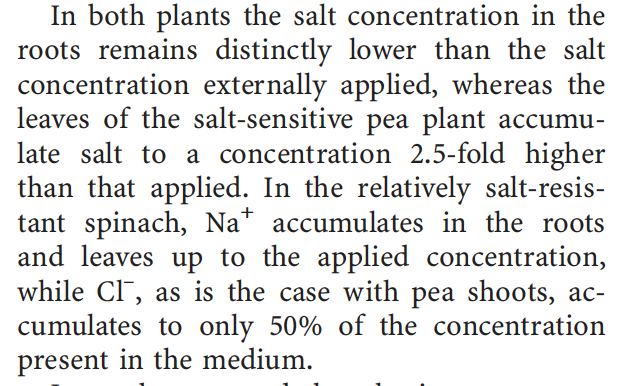 In both plants the salt concentration in the
roots remains distinctly lower than the salt
concentration externally applied, whereas the
leaves of the salt-sensitive pea plant accumu-
late salt to a concentration 2.5-fold higher
than that applied. In the relatively salt-resis-
tant spinach, Na⁺ accumulates in the roots
and leaves up to the applied concentration,
while Cl⁻, as is the case with pea shoots, ac-
cumulates to only 50% of the concentration
present in the medium.